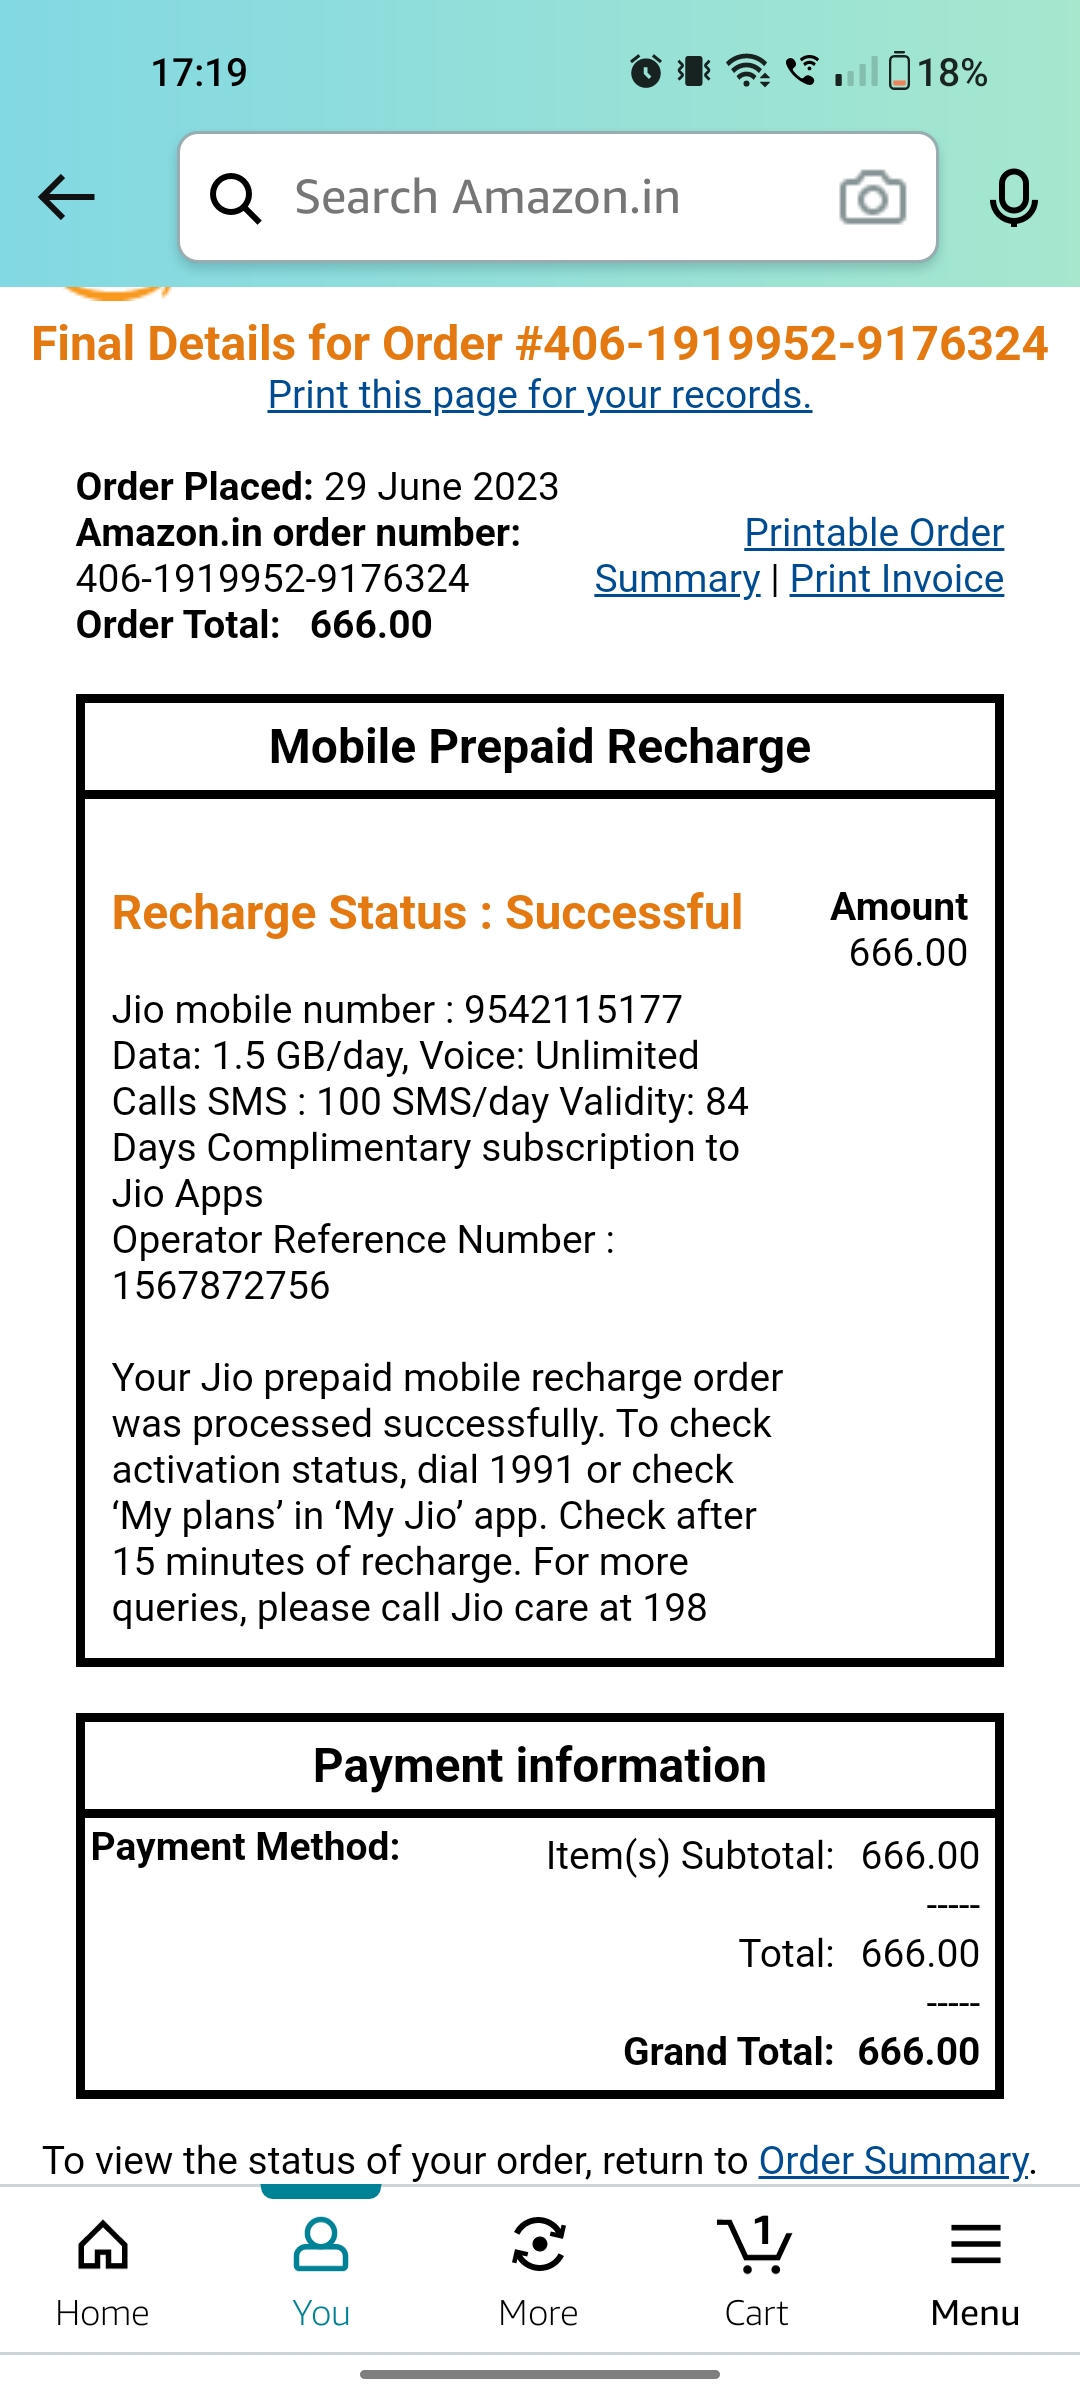 17:19
18%
Search Amazon.in
Final Details for Order #406-1919952-9176324
Print this page for your records.
Order Placed: 29 June 2023
Amazon.in order number:
406-1919952-9176324
Order Total: 666.00
Printable Order
Summary | Print Invoice
Mobile Prepaid Recharge
Recharge Status : Successful
Amount
666.00
Jio mobile number : 9542115177
Data: 1.5 GB/day, Voice: Unlimited
Calls SMS : 100 SMS/day Validity: 84
Days Complimentary subscription to
Jio Apps
Operator Reference Number :
1567872756
Your Jio prepaid mobile recharge order
was processed successfully. To check
activation status, dial 1991 or check
‘My plans’ in ‘My Jio’ app. Check after
15 minutes of recharge. For more
queries, please call Jio care at 198
Payment information
Payment Method:
Item(s) Subtotal: 666.00
-----
Total: 666.00
-----
Grand Total: 666.00
To view the status of your order, return to Order Summary.
1
Home
You
More
Cart
Menu